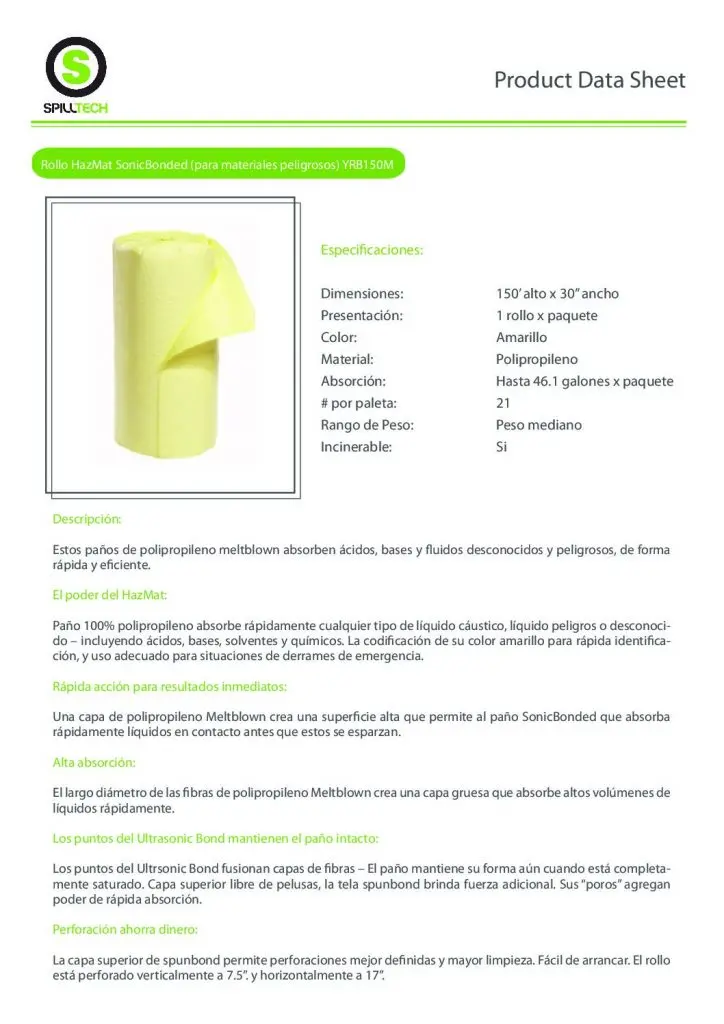 S
SPILLTECH
Product Data Sheet
Rollo HazMat SonicBonded (para materiales peligrosos) YRB150M
Especificaciones:
Dimensiones: 150’ alto x 30” ancho
Presentación: 1 rollo x paquete
Color: Amarillo
Material: Polipropileno
Absorción: Hasta 46.1 galones x paquete
# por paleta: 21
Rango de Peso: Peso mediano
Incinerable: Si
Descripción:
Estos paños de polipropileno meltblown absorben ácidos, bases y fluidos desconocidos y peligrosos, de forma
rápida y eficiente.
El poder del HazMat:
Paño 100% polipropileno absorbe rápidamente cualquier tipo de líquido cáustico, líquido peligros o desconoci-
do – incluyendo ácidos, bases, solventes y químicos. La codificación de su color amarillo para rápida identifica-
ción, y uso adecuado para situaciones de derrames de emergencia.
Rápida acción para resultados inmediatos:
Una capa de polipropileno Meltblown crea una superficie alta que permite al paño SonicBonded que absorba
rápidamente líquidos en contacto antes que estos se esparzan.
Alta absorción:
El largo diámetro de las fibras de polipropileno Meltblown crea una capa gruesa que absorbe altos volúmenes de
líquidos rápidamente.
Los puntos del Ultrasonic Bond mantienen el paño intacto:
Los puntos del Ultrsonic Bond fusionan capas de fibras – El paño mantiene su forma aún cuando está completa-
mente saturado. Capa superior libre de pelusas, la tela spunbond brinda fuerza adicional. Sus “poros” agregan
poder de rápida absorción.
Perforación ahorra dinero:
La capa superior de spunbond permite perforaciones mejor definidas y mayor limpieza. Fácil de arrancar. El rollo
está perforado verticalmente a 7.5”. y horizontalmente a 17”.